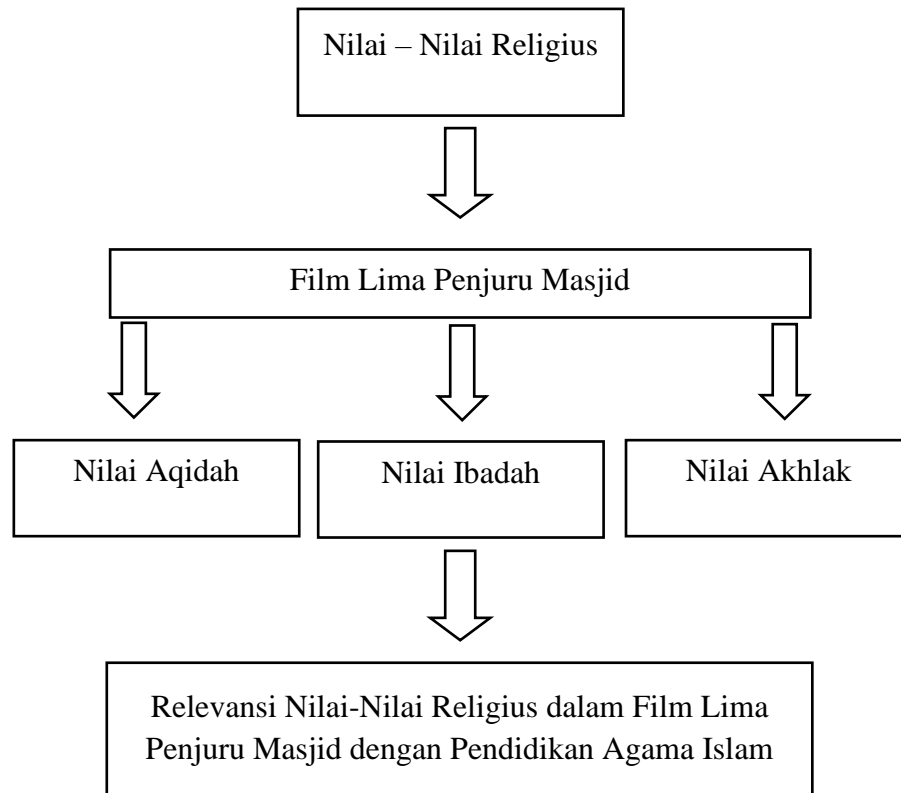 Nilai – Nilai Religius
Film Lima Penjuru Masjid
Nilai Aqidah
Nilai Ibadah
Nilai Akhlak
Relevansi Nilai-Nilai Religius dalam Film Lima
Penjuru Masjid dengan Pendidikan Agama Islam